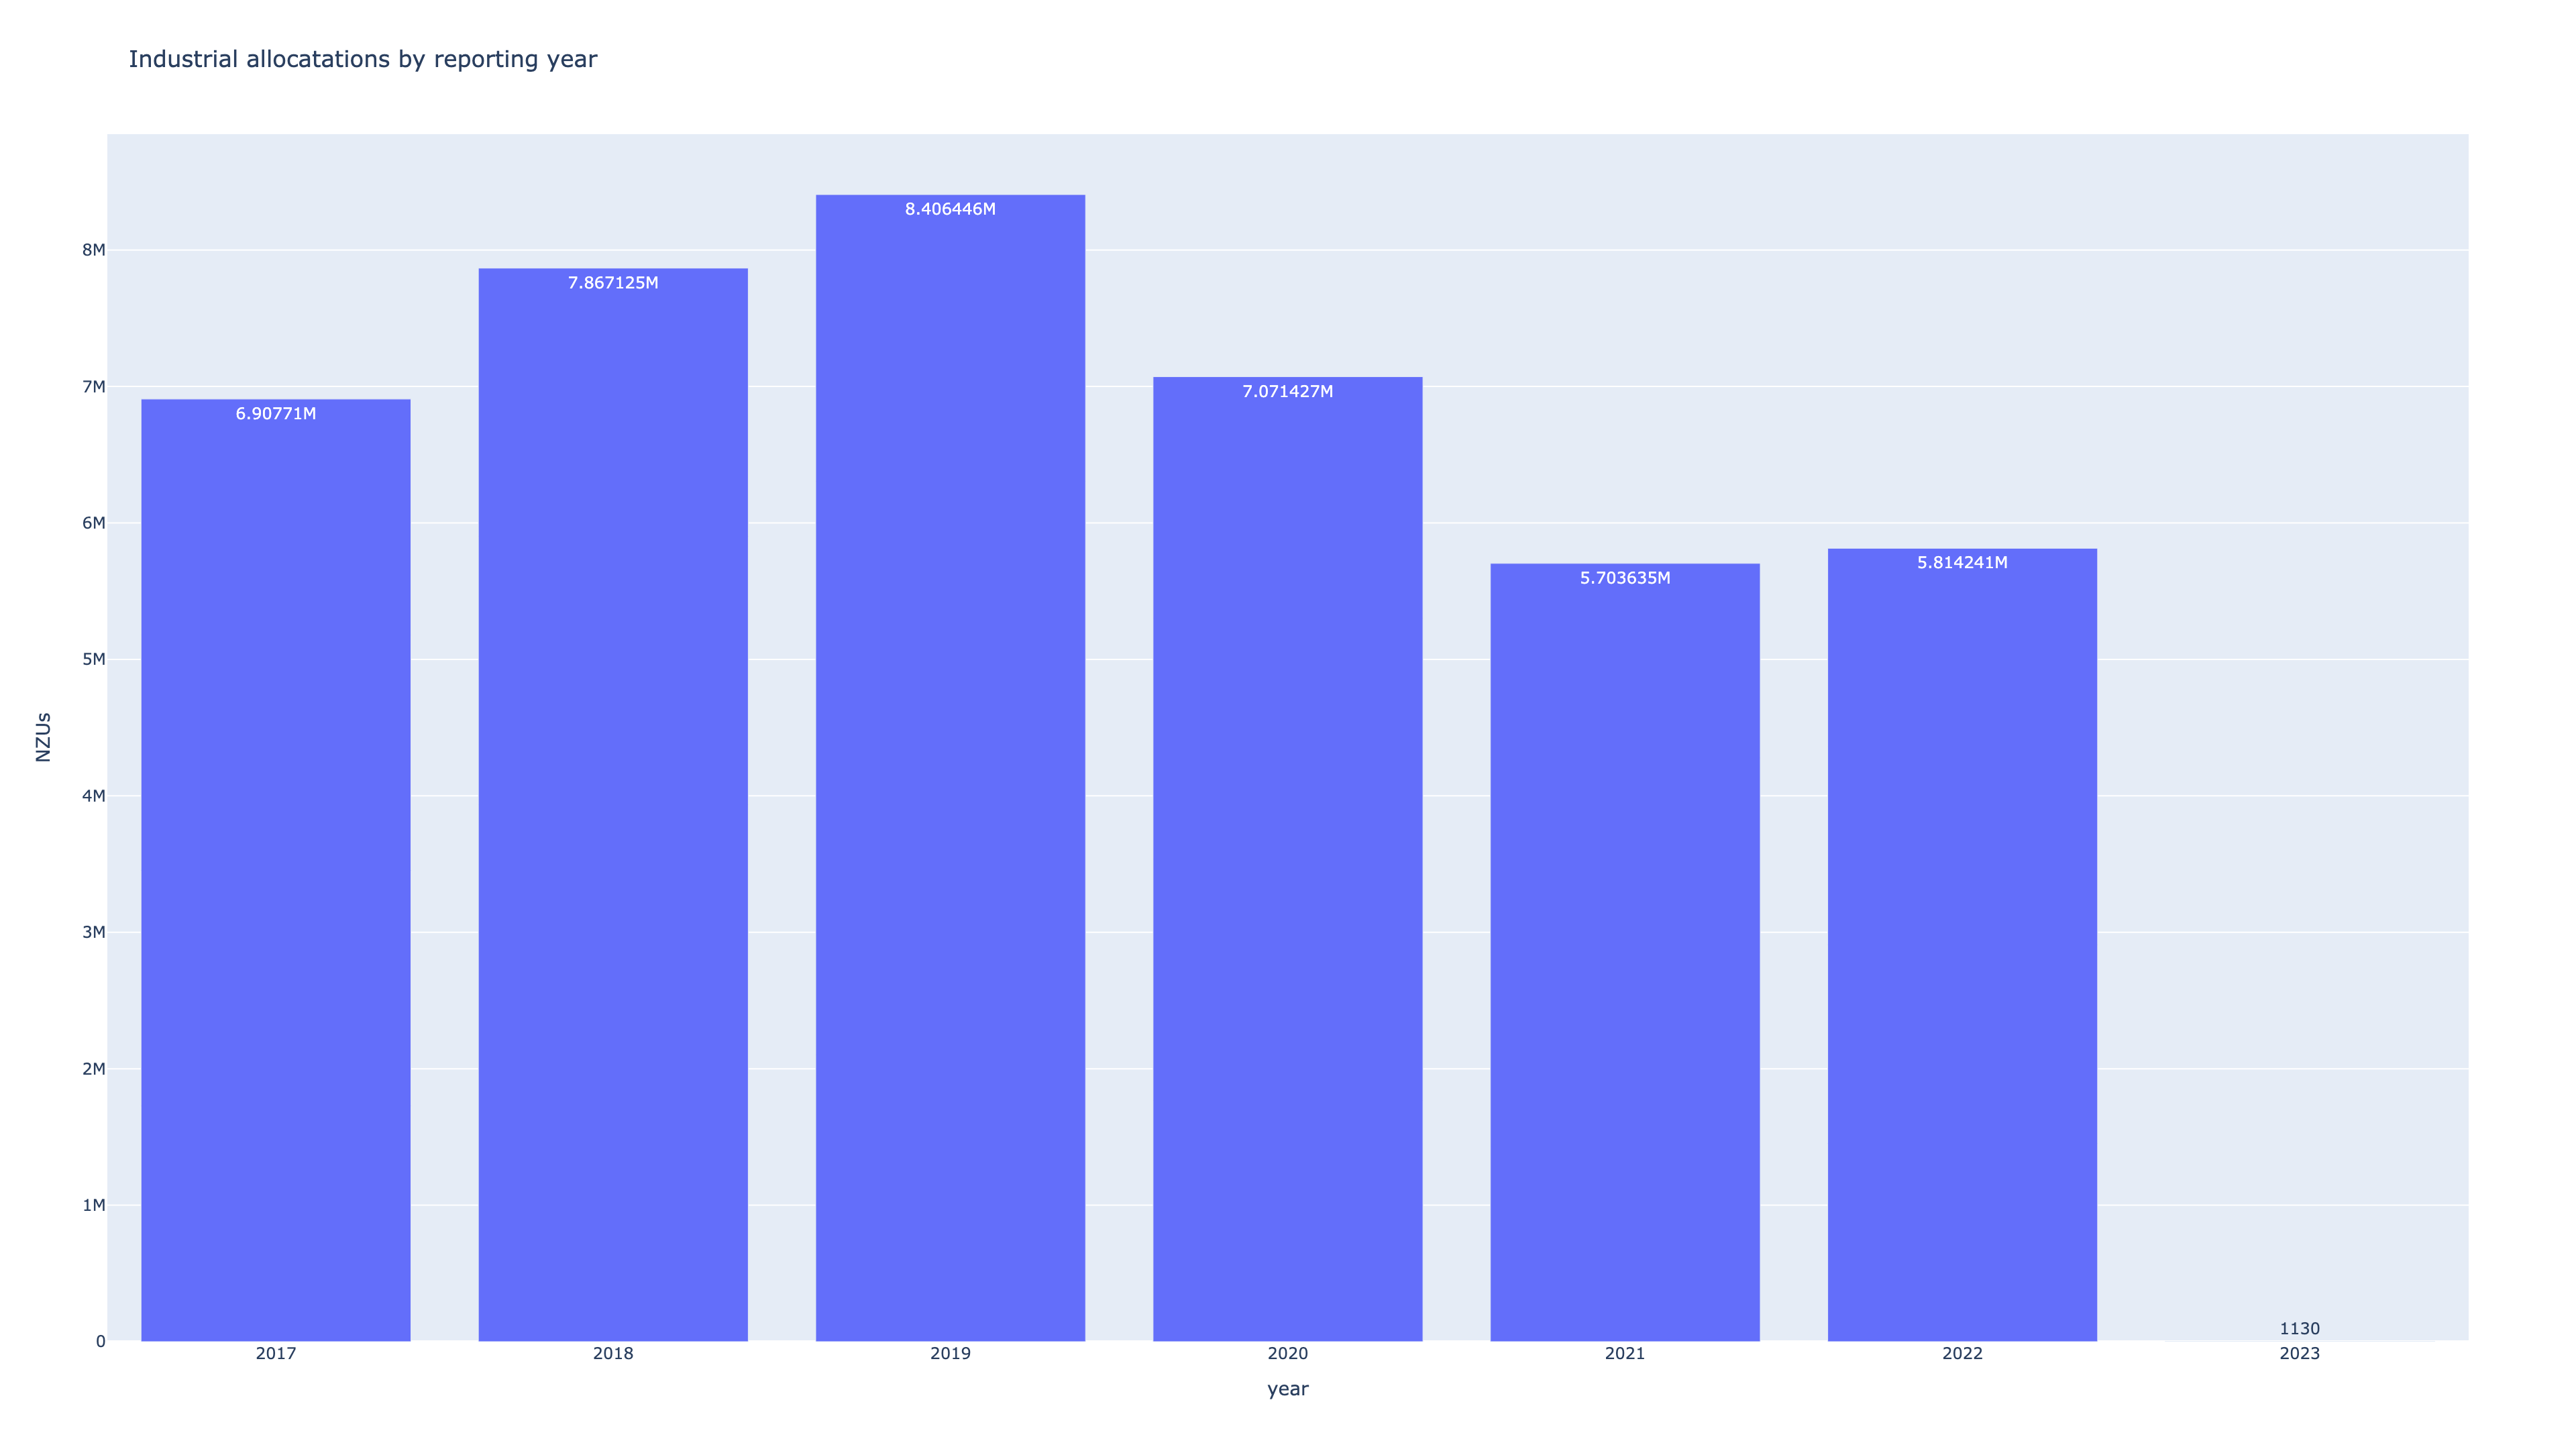 Industrial allocatations by reporting year
8.406446M
8M
7.867125M
7M
7.071427M
6.90771M
6M
5.814241M
5.703635M
5M
NZUs
4M
3M
2M
1M
1130
0
2017 2018 2019 2020 2021 2022 2023
year